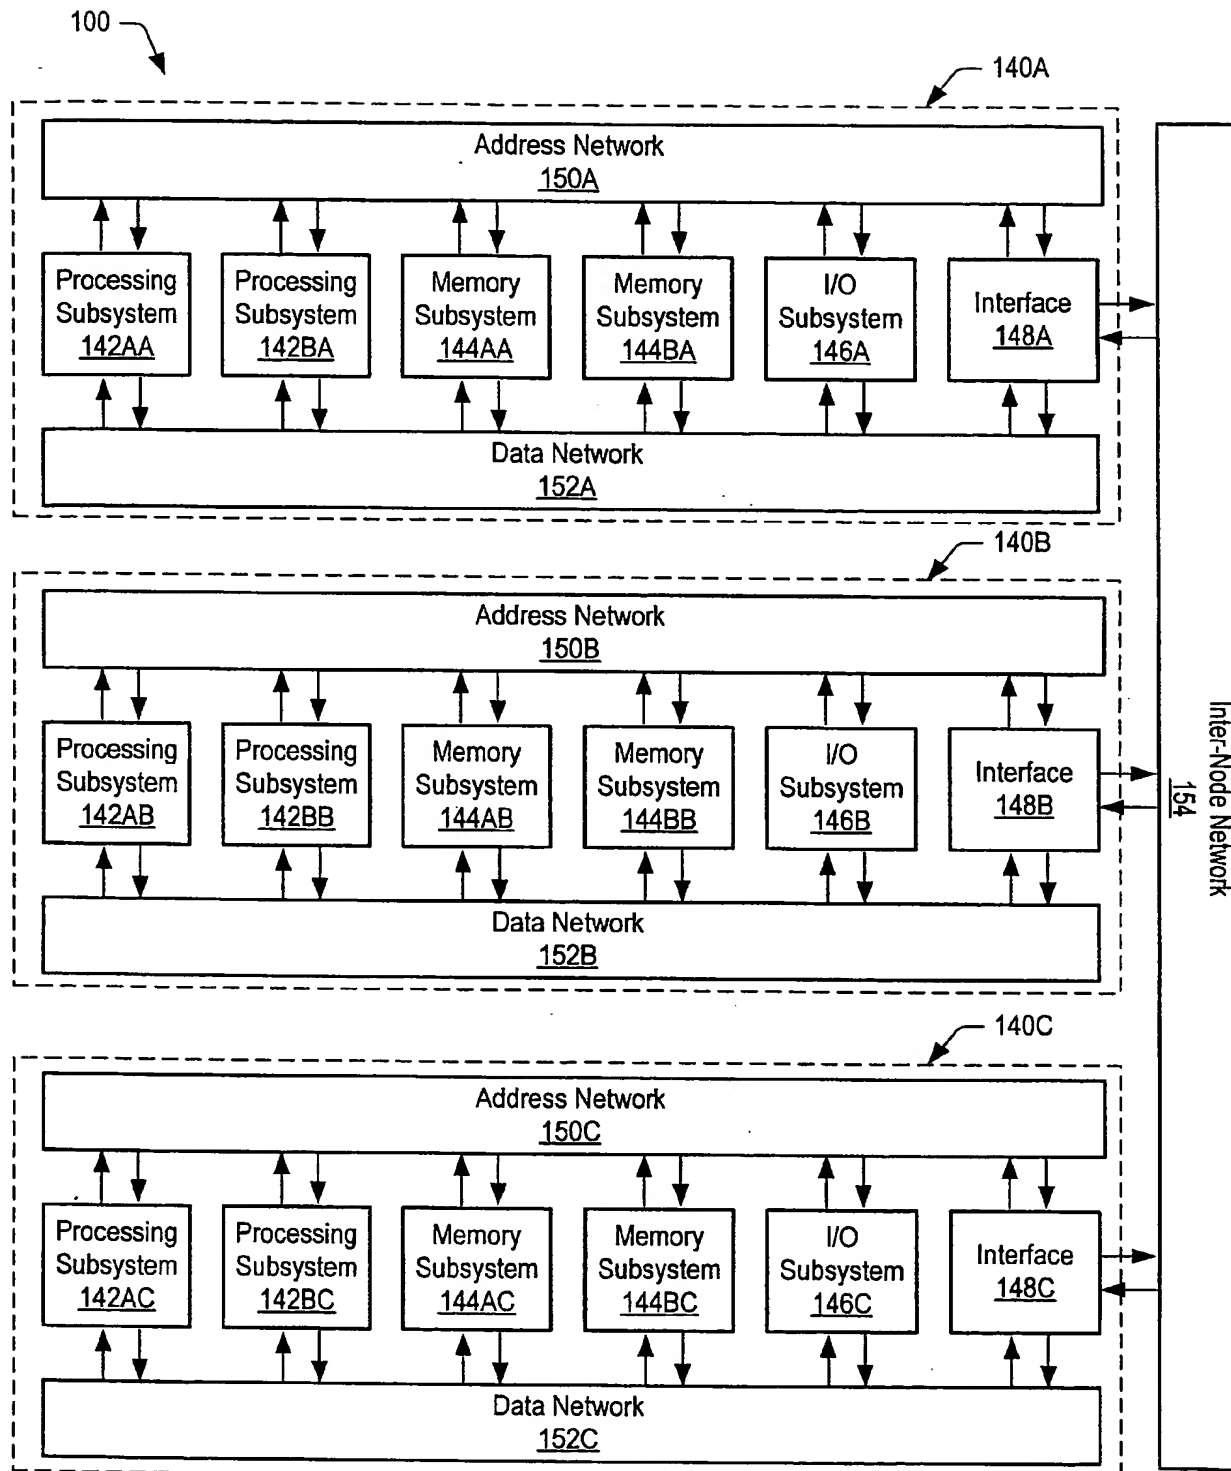 100
140A
Address Network
150A
Processing
Subsystem
142AA
Processing
Subsystem
142BA
Memory
Subsystem
144AA
Memory
Subsystem
144BA
I/O
Subsystem
146A
Interface
148A
Data Network
152A
140B
Address Network
150B
Processing
Subsystem
142AB
Processing
Subsystem
142BB
Memory
Subsystem
144AB
Memory
Subsystem
144BB
I/O
Subsystem
146B
Interface
148B
Data Network
152B
140C
Address Network
150C
Processing
Subsystem
142AC
Processing
Subsystem
142BC
Memory
Subsystem
144AC
Memory
Subsystem
144BC
I/O
Subsystem
146C
Interface
148C
Data Network
152C
Inter-Node Network
154